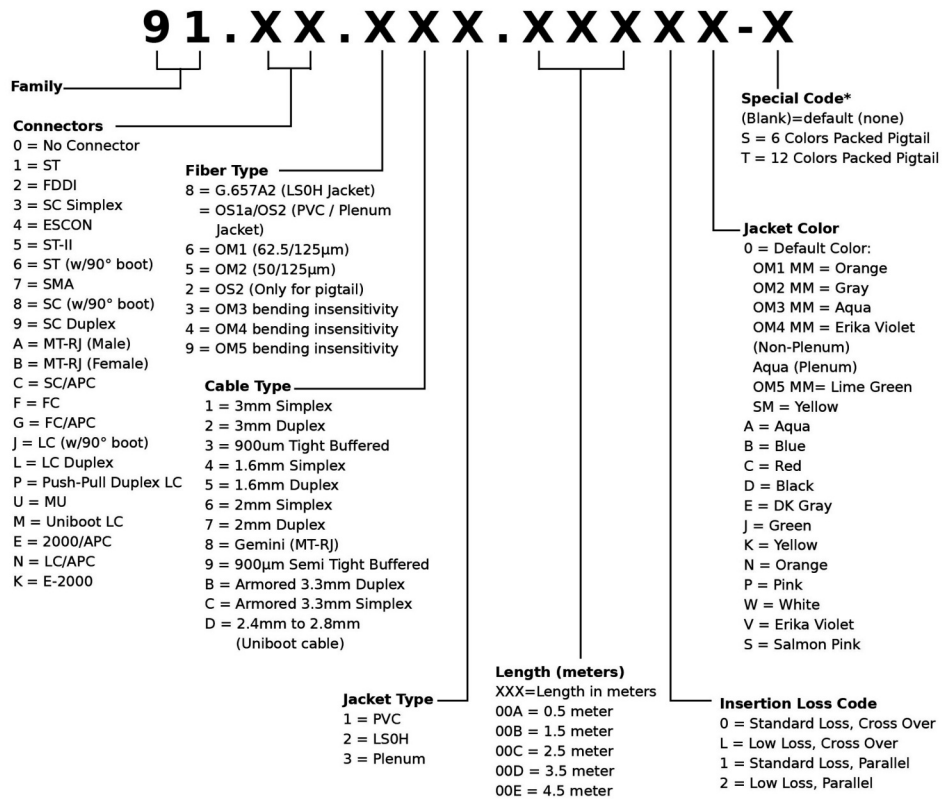 91.XX.XXX.XXXXX-X
Family
Connectors
0 = No Connector
1 = ST
2 = FDDI
3 = SC Simplex
4 = ESCON
5 = ST-II
6 = ST (w/90° boot)
7 = SMA
8 = SC (w/90° boot)
9 = SC Duplex
A = MT-RJ (Male)
B = MT-RJ (Female)
C = SC/APC
F = FC
G = FC/APC
J = LC (w/90° boot)
L = LC Duplex
P = Push-Pull Duplex LC
U = MU
M = Uniboot LC
E = 2000/APC
N = LC/APC
K = E-2000
Fiber Type
8 = G.657A2 (LS0H Jacket)
= OS1a/OS2 (PVC / Plenum
Jacket)
6 = OM1 (62.5/125µm)
5 = OM2 (50/125µm)
2 = OS2 (Only for pigtail)
3 = OM3 bending insensitivity
4 = OM4 bending insensitivity
9 = OM5 bending insensitivity
Cable Type
1 = 3mm Simplex
2 = 3mm Duplex
3 = 900um Tight Buffered
4 = 1.6mm Simplex
5 = 1.6mm Duplex
6 = 2mm Simplex
7 = 2mm Duplex
8 = Gemini (MT-RJ)
9 = 900µm Semi Tight Buffered
B = Armored 3.3mm Duplex
C = Armored 3.3mm Simplex
D = 2.4mm to 2.8mm
(Uniboot cable)
Jacket Type
1 = PVC
2 = LS0H
3 = Plenum
Length (meters)
XXX=Length in meters
00A = 0.5 meter
00B = 1.5 meter
00C = 2.5 meter
00D = 3.5 meter
00E = 4.5 meter
Special Code*
(Blank)=default (none)
S = 6 Colors Packed Pigtail
T = 12 Colors Packed Pigtail
Jacket Color
0 = Default Color:
OM1 MM = Orange
OM2 MM = Gray
OM3 MM = Aqua
OM4 MM = Erika Violet
(Non-Plenum)
Aqua (Plenum)
OM5 MM= Lime Green
SM = Yellow
A = Aqua
B = Blue
C = Red
D = Black
E = DK Gray
J = Green
K = Yellow
N = Orange
P = Pink
W = White
V = Erika Violet
S = Salmon Pink
Insertion Loss Code
0 = Standard Loss, Cross Over
L = Low Loss, Cross Over
1 = Standard Loss, Parallel
2 = Low Loss, Parallel